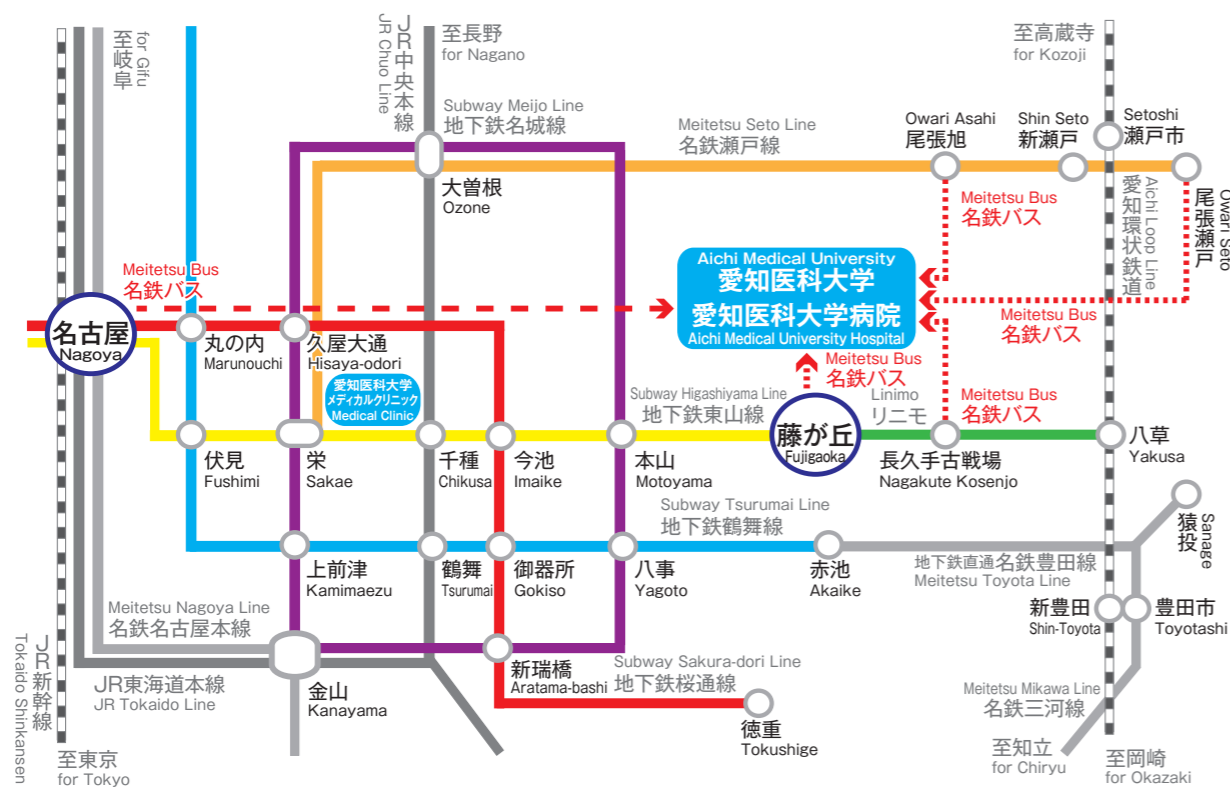 至岐阜
for Gifu
JR中央本線
JR Chuo Line
至長野
for Nagano
至高蔵寺
for Kozoji
Subway Meijo Line
地下鉄名城線
Meitetsu Seto Line
名鉄瀬戸線
Owari Asahi
尾張旭
Shin Seto
新瀬戸
Setoshi
瀬戸市
大曽根
Ozone
Meitetsu Bus
名鉄バス
愛知環状鉄道
Aichi Loop Line
尾張瀬戸
Owari Seto
Meitetsu Bus
名鉄バス
Aichi Medical University
愛知医科大学
愛知医科大学病院
Aichi Medical University Hospital
Meitetsu Bus
名鉄バス
名古屋
Nagoya
丸の内
Marunouchi
久屋大通
Hisaya-odori
愛知医科大学
メディカルクリニック
Medical Clinic
Meitetsu Bus
名鉄バス
Subway Higashiyama Line
地下鉄東山線
Linimo
リニモ
Meitetsu Bus
名鉄バス
藤が丘
Fujigaoka
伏見
Fushimi
栄
Sakae
千種
Chikusa
今池
Imaike
本山
Motoyama
長久手古戦場
Nagakute Kosenjo
八草
Yakusa
Subway Tsurumai Line
地下鉄鶴舞線
猿投
Sanage
上前津
Kamimaezu
鶴舞
Tsurumai
御器所
Gokiso
八事
Yagoto
赤池
Akaike
地下鉄直通名鉄豊田線
Meitetsu Toyota Line
Meitetsu Nagoya Line
名鉄名古屋本線
新豊田
Shin-Toyota
豊田市
Toyotashi
JR新幹線
Tokaido Shinkansen
JR東海道本線
JR Tokaido Line
金山
Kanayama
新瑞橋
Aratama-bashi
Subway Sakura-dori Line
地下鉄桜通線
徳重
Tokushige
Meitetsu Mikawa Line
名鉄三河線
至東京
for Tokyo
至知立
for Chiryu
至岡崎
for Okazaki